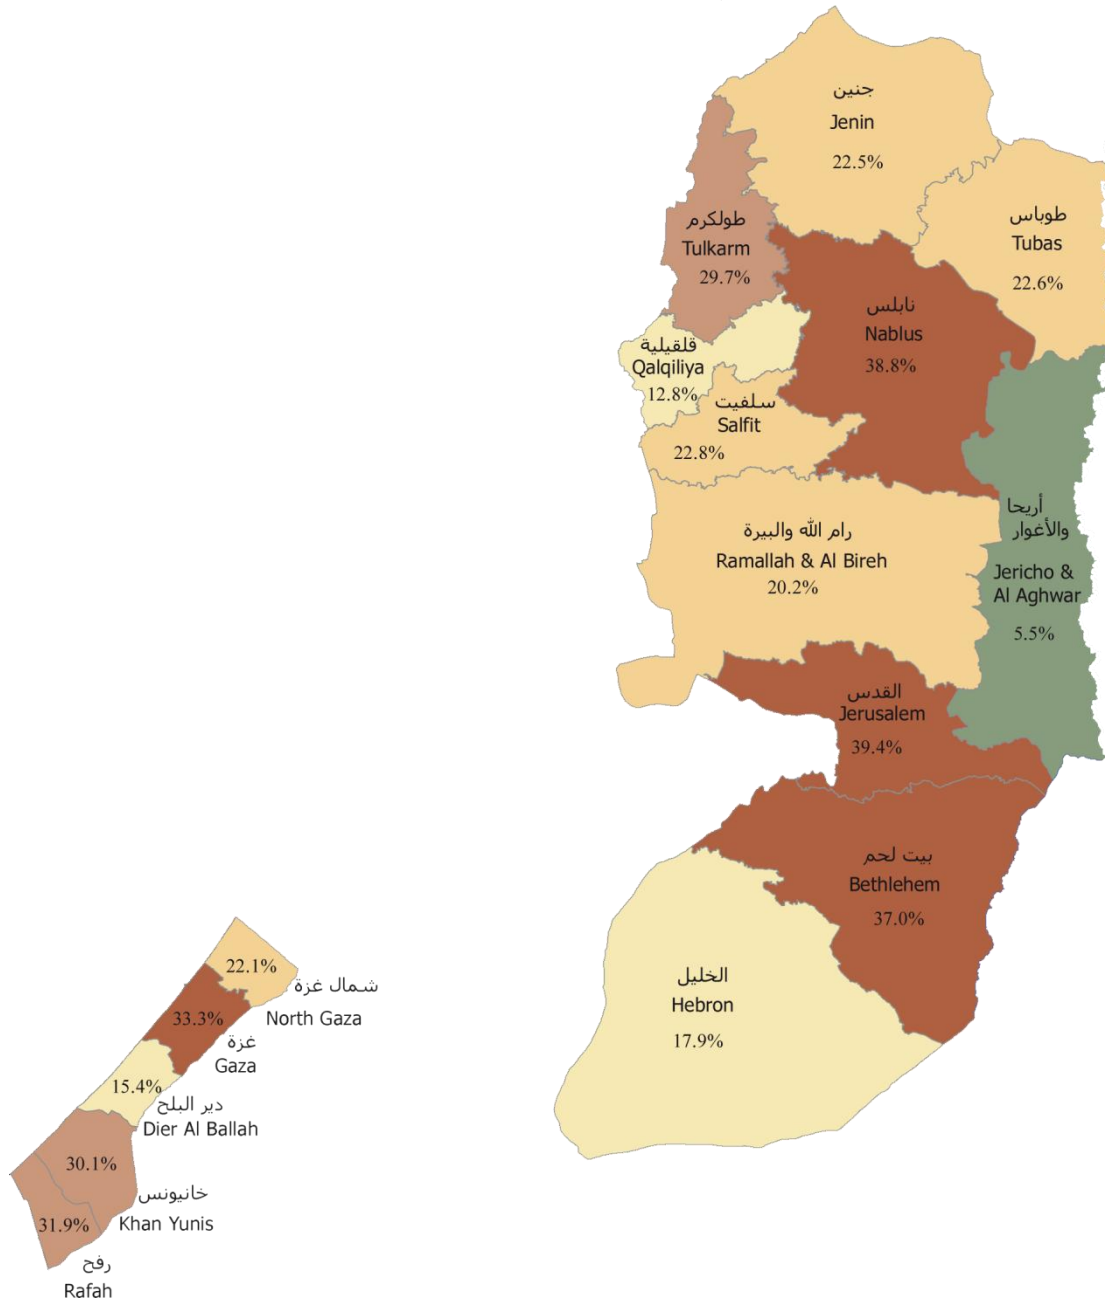 جنين
Jenin
22.5%
طوباس
Tubas
22.6%
طولكرم
Tulkarm
29.7%
نابلس
Nablus
38.8%
قلقيلية
Qalqiliya
12.8%
سلفيت
Salfit
22.8%
أريحا
والأغوار
Jericho &
Al Aghwar
5.5%
رام الله والبيرة
Ramallah & Al Bireh
20.2%
القدس
Jerusalem
39.4%
بيت لحم
Bethlehem
37.0%
الخليل
Hebron
17.9%
22.1%
شمال غزة
North Gaza
33.3%
غزة
Gaza
15.4%
دير البلح
Dier Al Ballah
30.1%
خانيونس
Khan Yunis
31.9%
رفح
Rafah